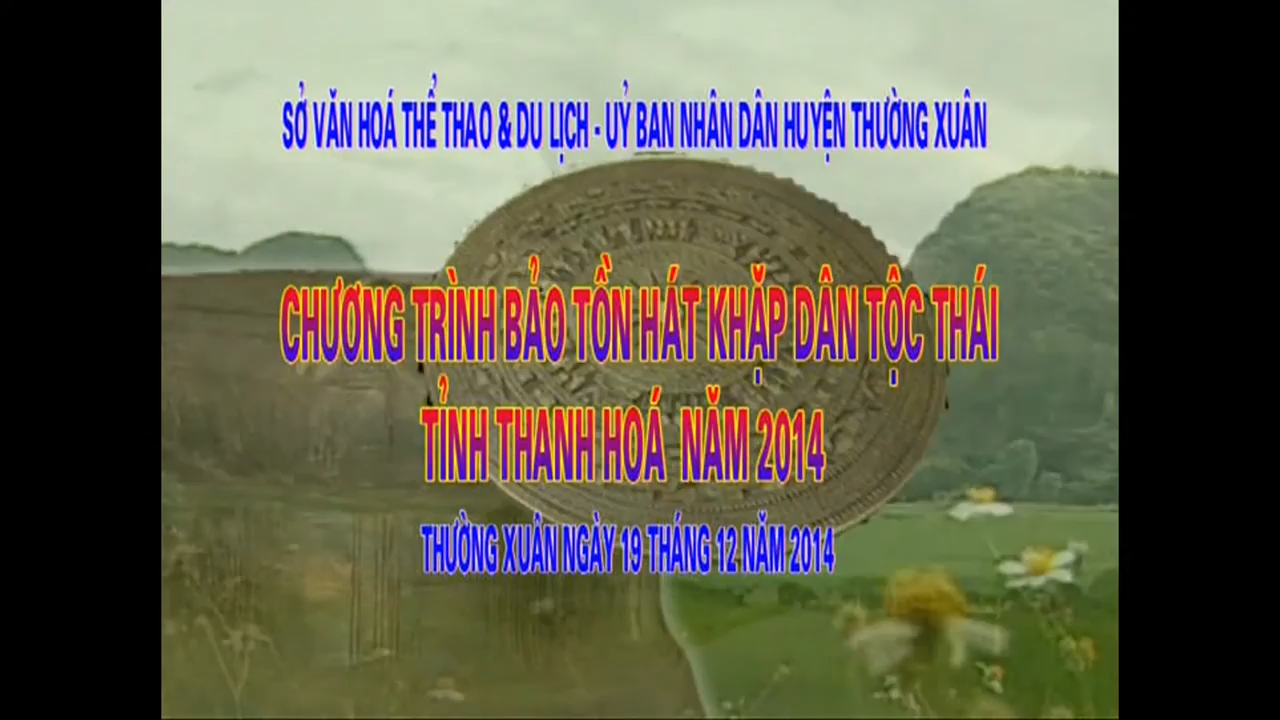 SỞ VĂN HOÁ THỂ THAO & DU LỊCH - UỶ BAN NHÂN DÂN HUYỆN THƯỜNG XUÂN
CHƯƠNG TRÌNH BẢO TỒN HÁT KHẶP DÂN TỘC THÁI
TỈNH THANH HOÁ NĂM 2014
THƯỜNG XUÂN NGÀY 19 THÁNG 12 NĂM 2014